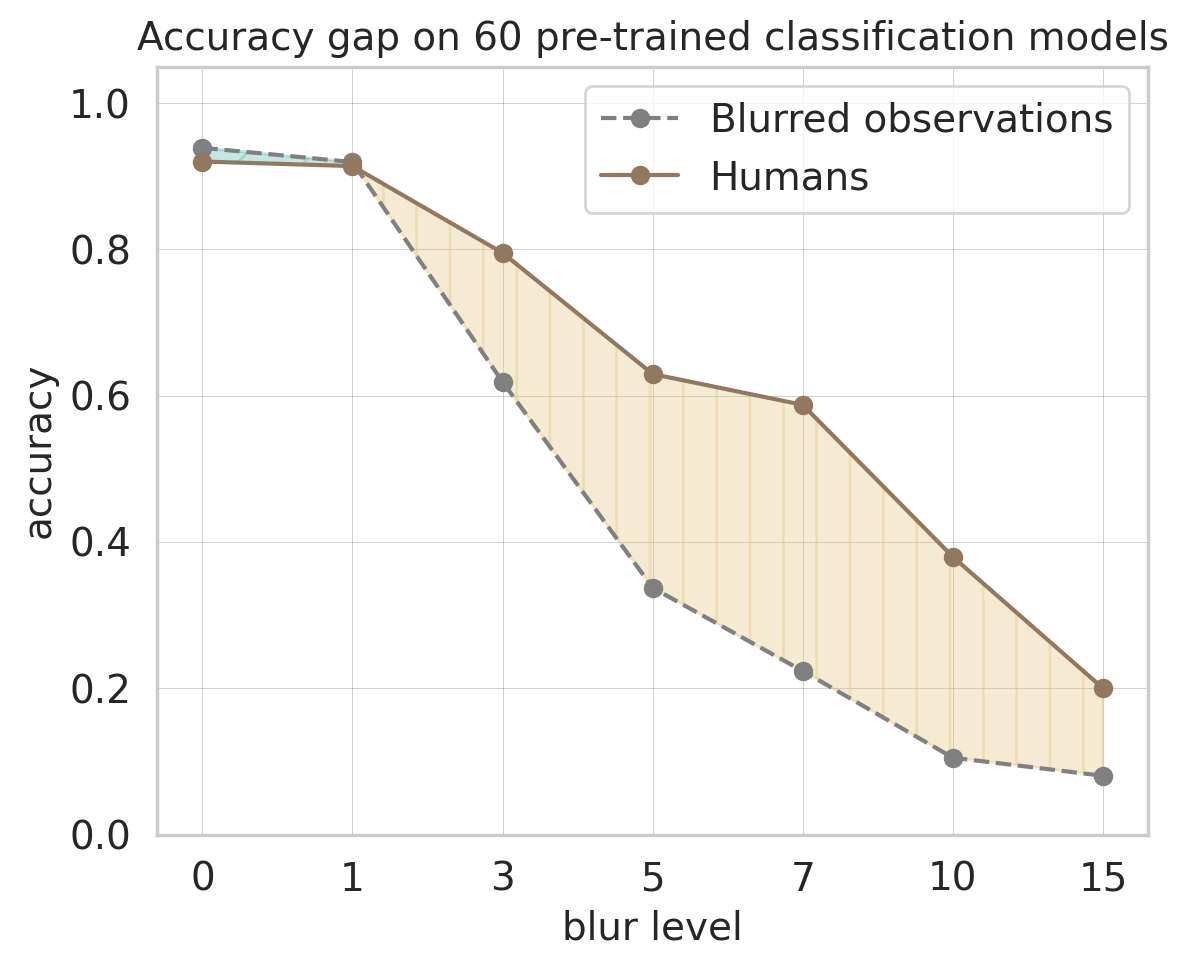 Accuracy gap on 60 pre-trained classification models
Blurred observations
Humans
accuracy
1.0
0.8
0.6
0.4
0.2
0.0
0 1 3 5 7 10 15
blur level